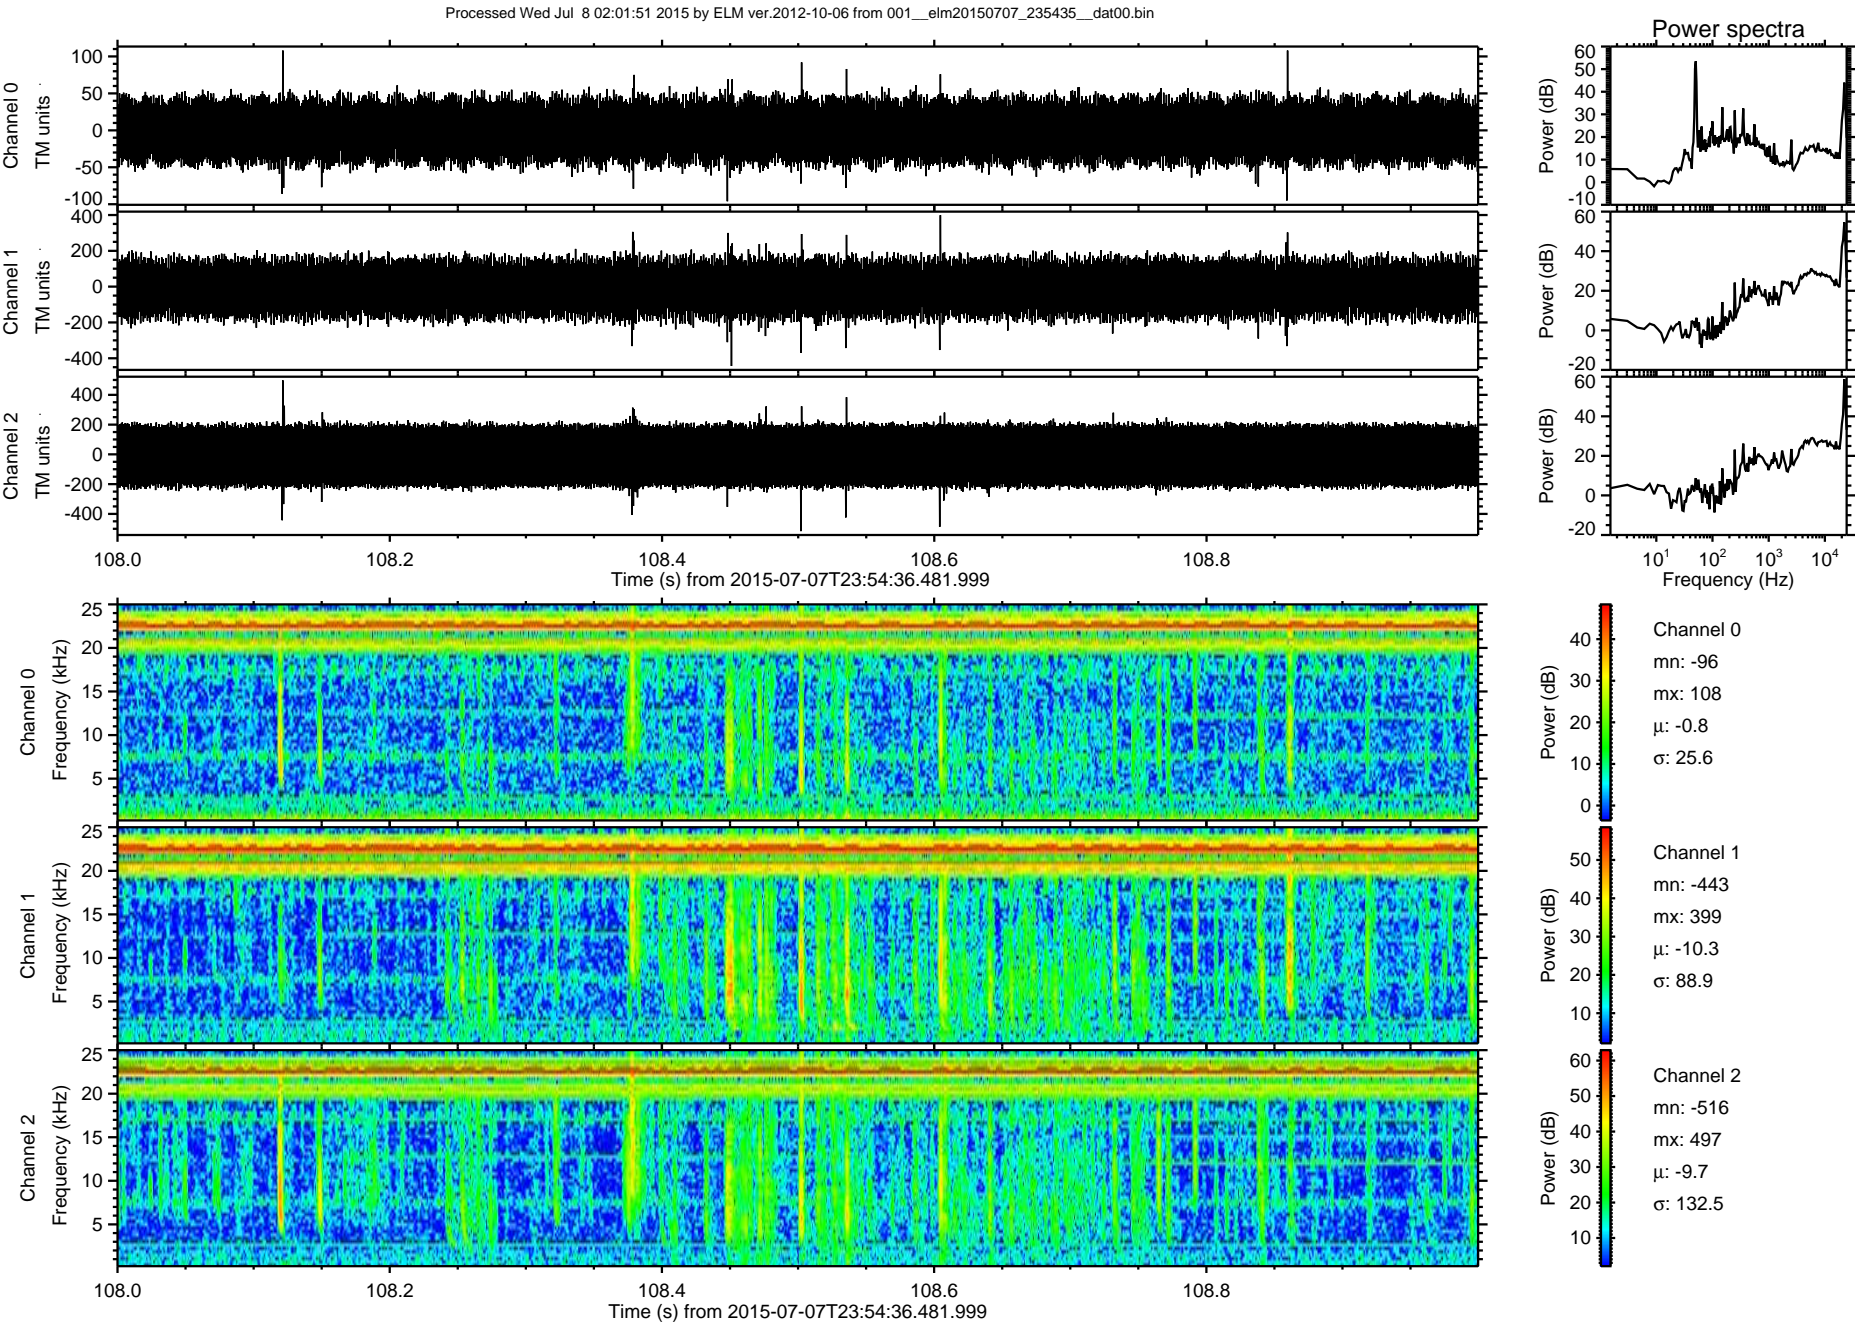 Processed Wed Jul  8 02:01:51 2015 by ELM ver.2012-10-06 from 001__elm20150707_235435__dat00.bin
Power spectra
Channel 0
TM units
100
50
0
-50
-100
Power (dB)
60
50
40
30
20
10
0
-10
Channel 1
TM units
400
200
0
-200
-400
Power (dB)
60
40
20
0
-20
Channel 2
TM units
400
200
0
-200
-400
Power (dB)
60
40
20
0
-20
108.0 108.2 108.4 108.6 108.8
Time (s) from 2015-07-07T23:54:36.481.999
10¹ 10² 10³ 10⁴
Frequency (Hz)
Channel 0
Frequency (kHz)
25
20
15
10
5
Power (dB)
40
30
20
10
0
Channel 0
mn: -96
mx: 108
μ: -0.8
σ: 25.6
Channel 1
Frequency (kHz)
25
20
15
10
5
Power (dB)
50
40
30
20
10
Channel 1
mn: -443
mx: 399
μ: -10.3
σ: 88.9
Channel 2
Frequency (kHz)
25
20
15
10
5
Power (dB)
60
50
40
30
20
10
Channel 2
mn: -516
mx: 497
μ: -9.7
σ: 132.5
108.0 108.2 108.4 108.6 108.8
Time (s) from 2015-07-07T23:54:36.481.999